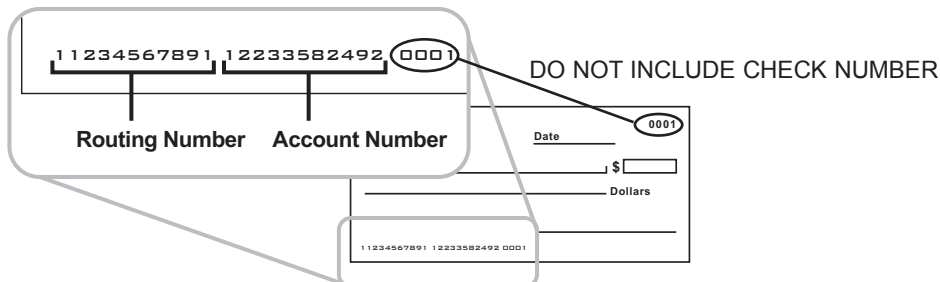 11234567891 12233582492 0001
DO NOT INCLUDE CHECK NUMBER
Routing Number Account Number
0001
Date
$
Dollars
11234567891 12233582492 0001